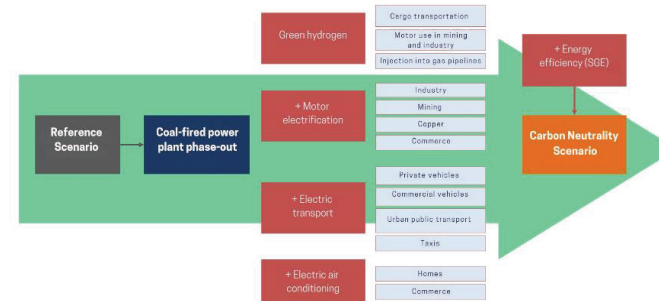 Reference
Scenario
Coal-fired power
plant phase-out
Green hydrogen
Cargo transportation
Motor use in mining
and industry
Injection into gas pipelines
+ Motor
electrification
Industry
Mining
Copper
Commerce
+ Electric
transport
Private vehicles
Commercial vehicles
Urban public transport
Taxis
+ Electric air
conditioning
Homes
Commerce
+ Energy
efficiency (SGE)
Carbon Neutrality
Scenario